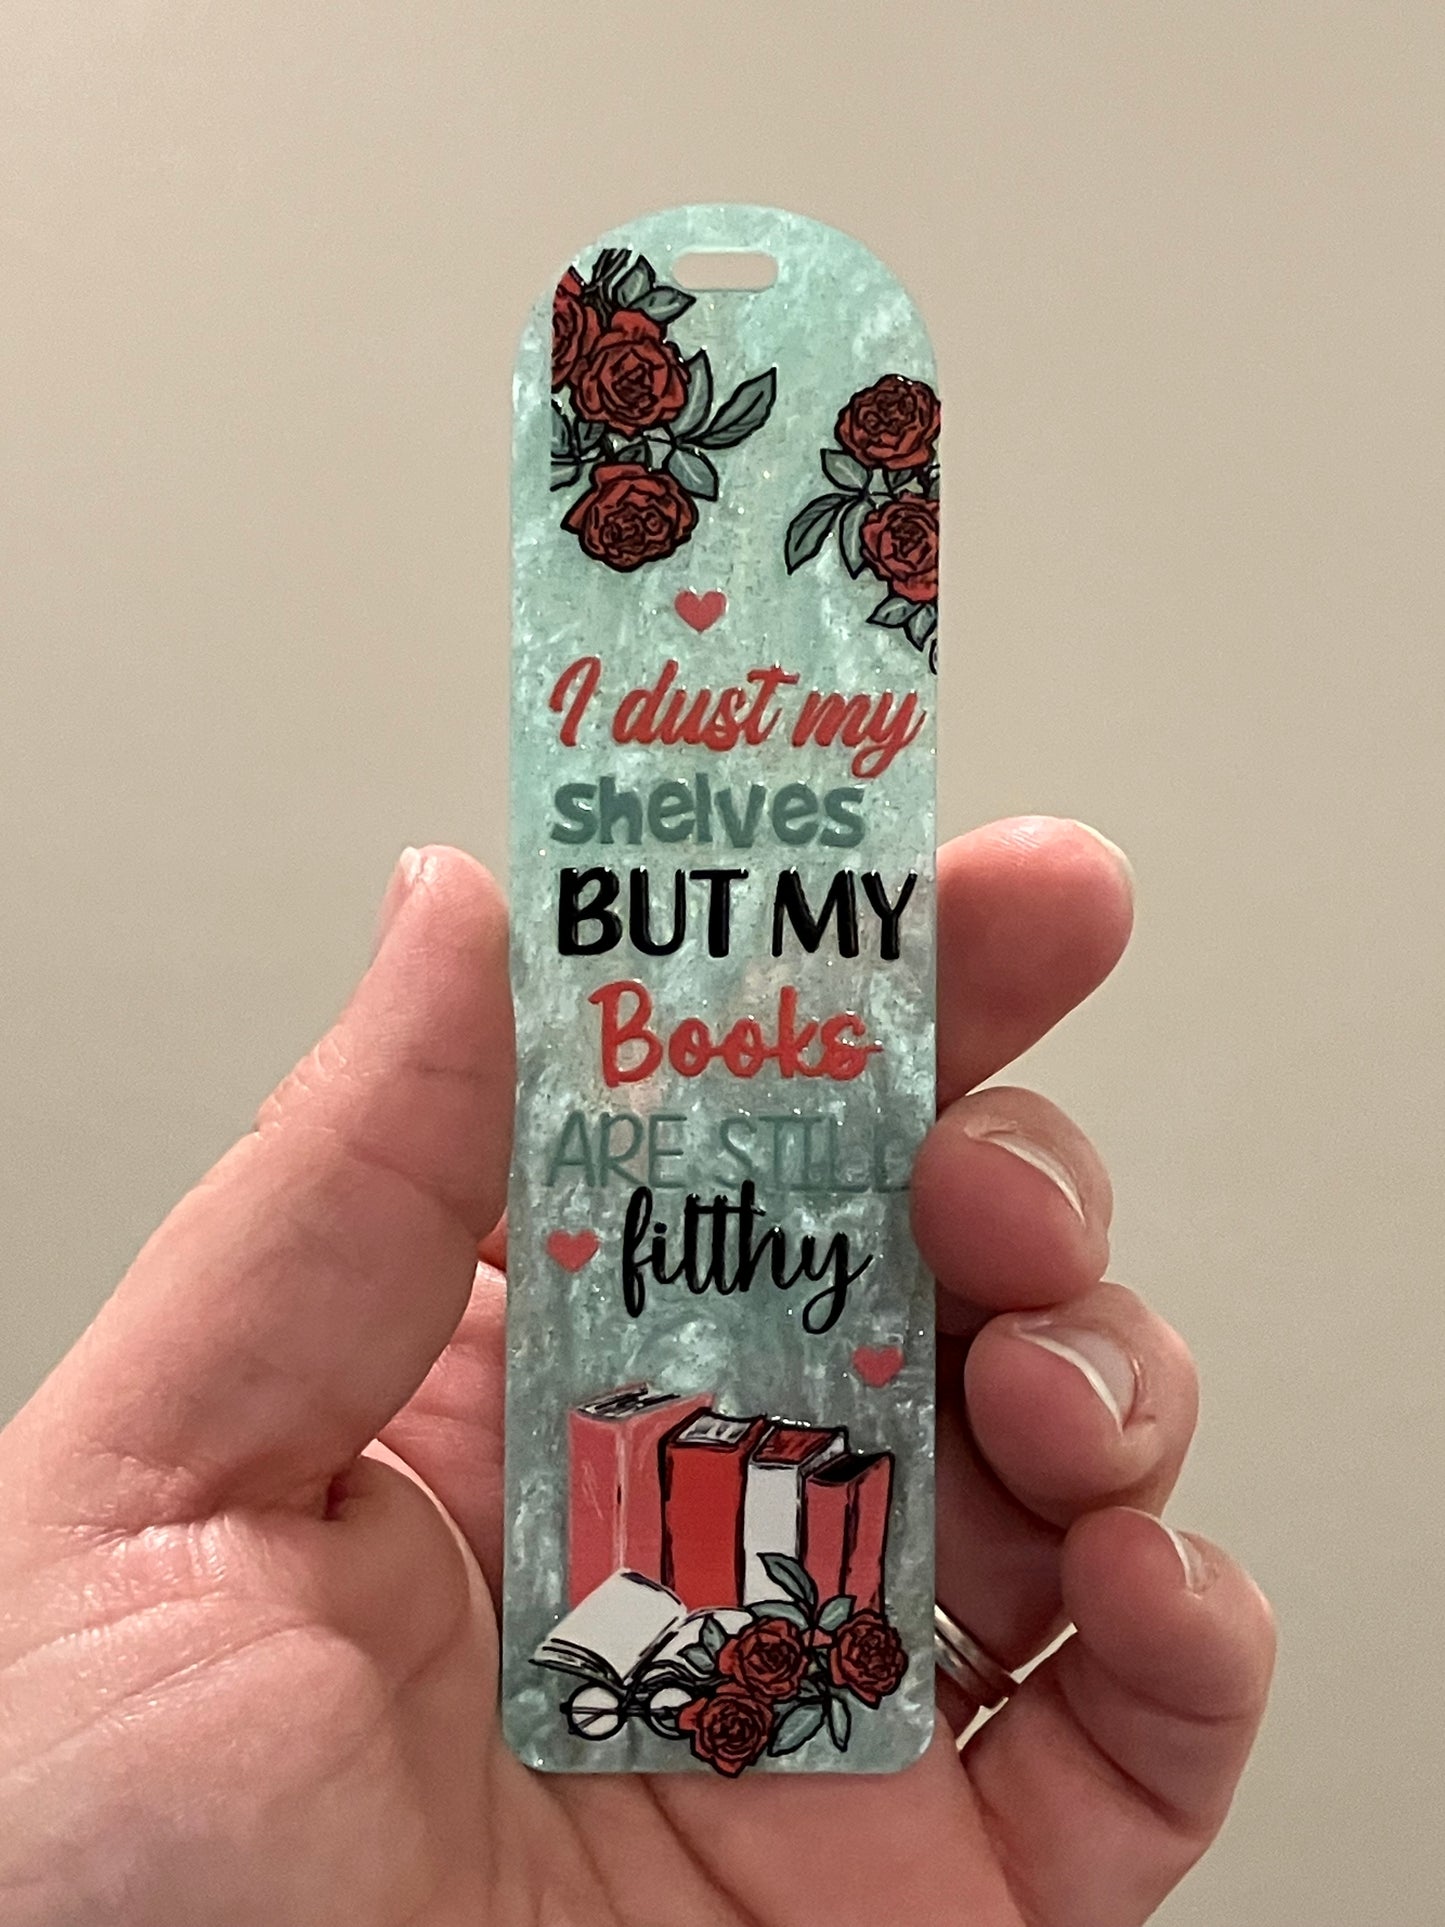 I dust my
shelves
BUT MY
Books
ARE STILL
filthy